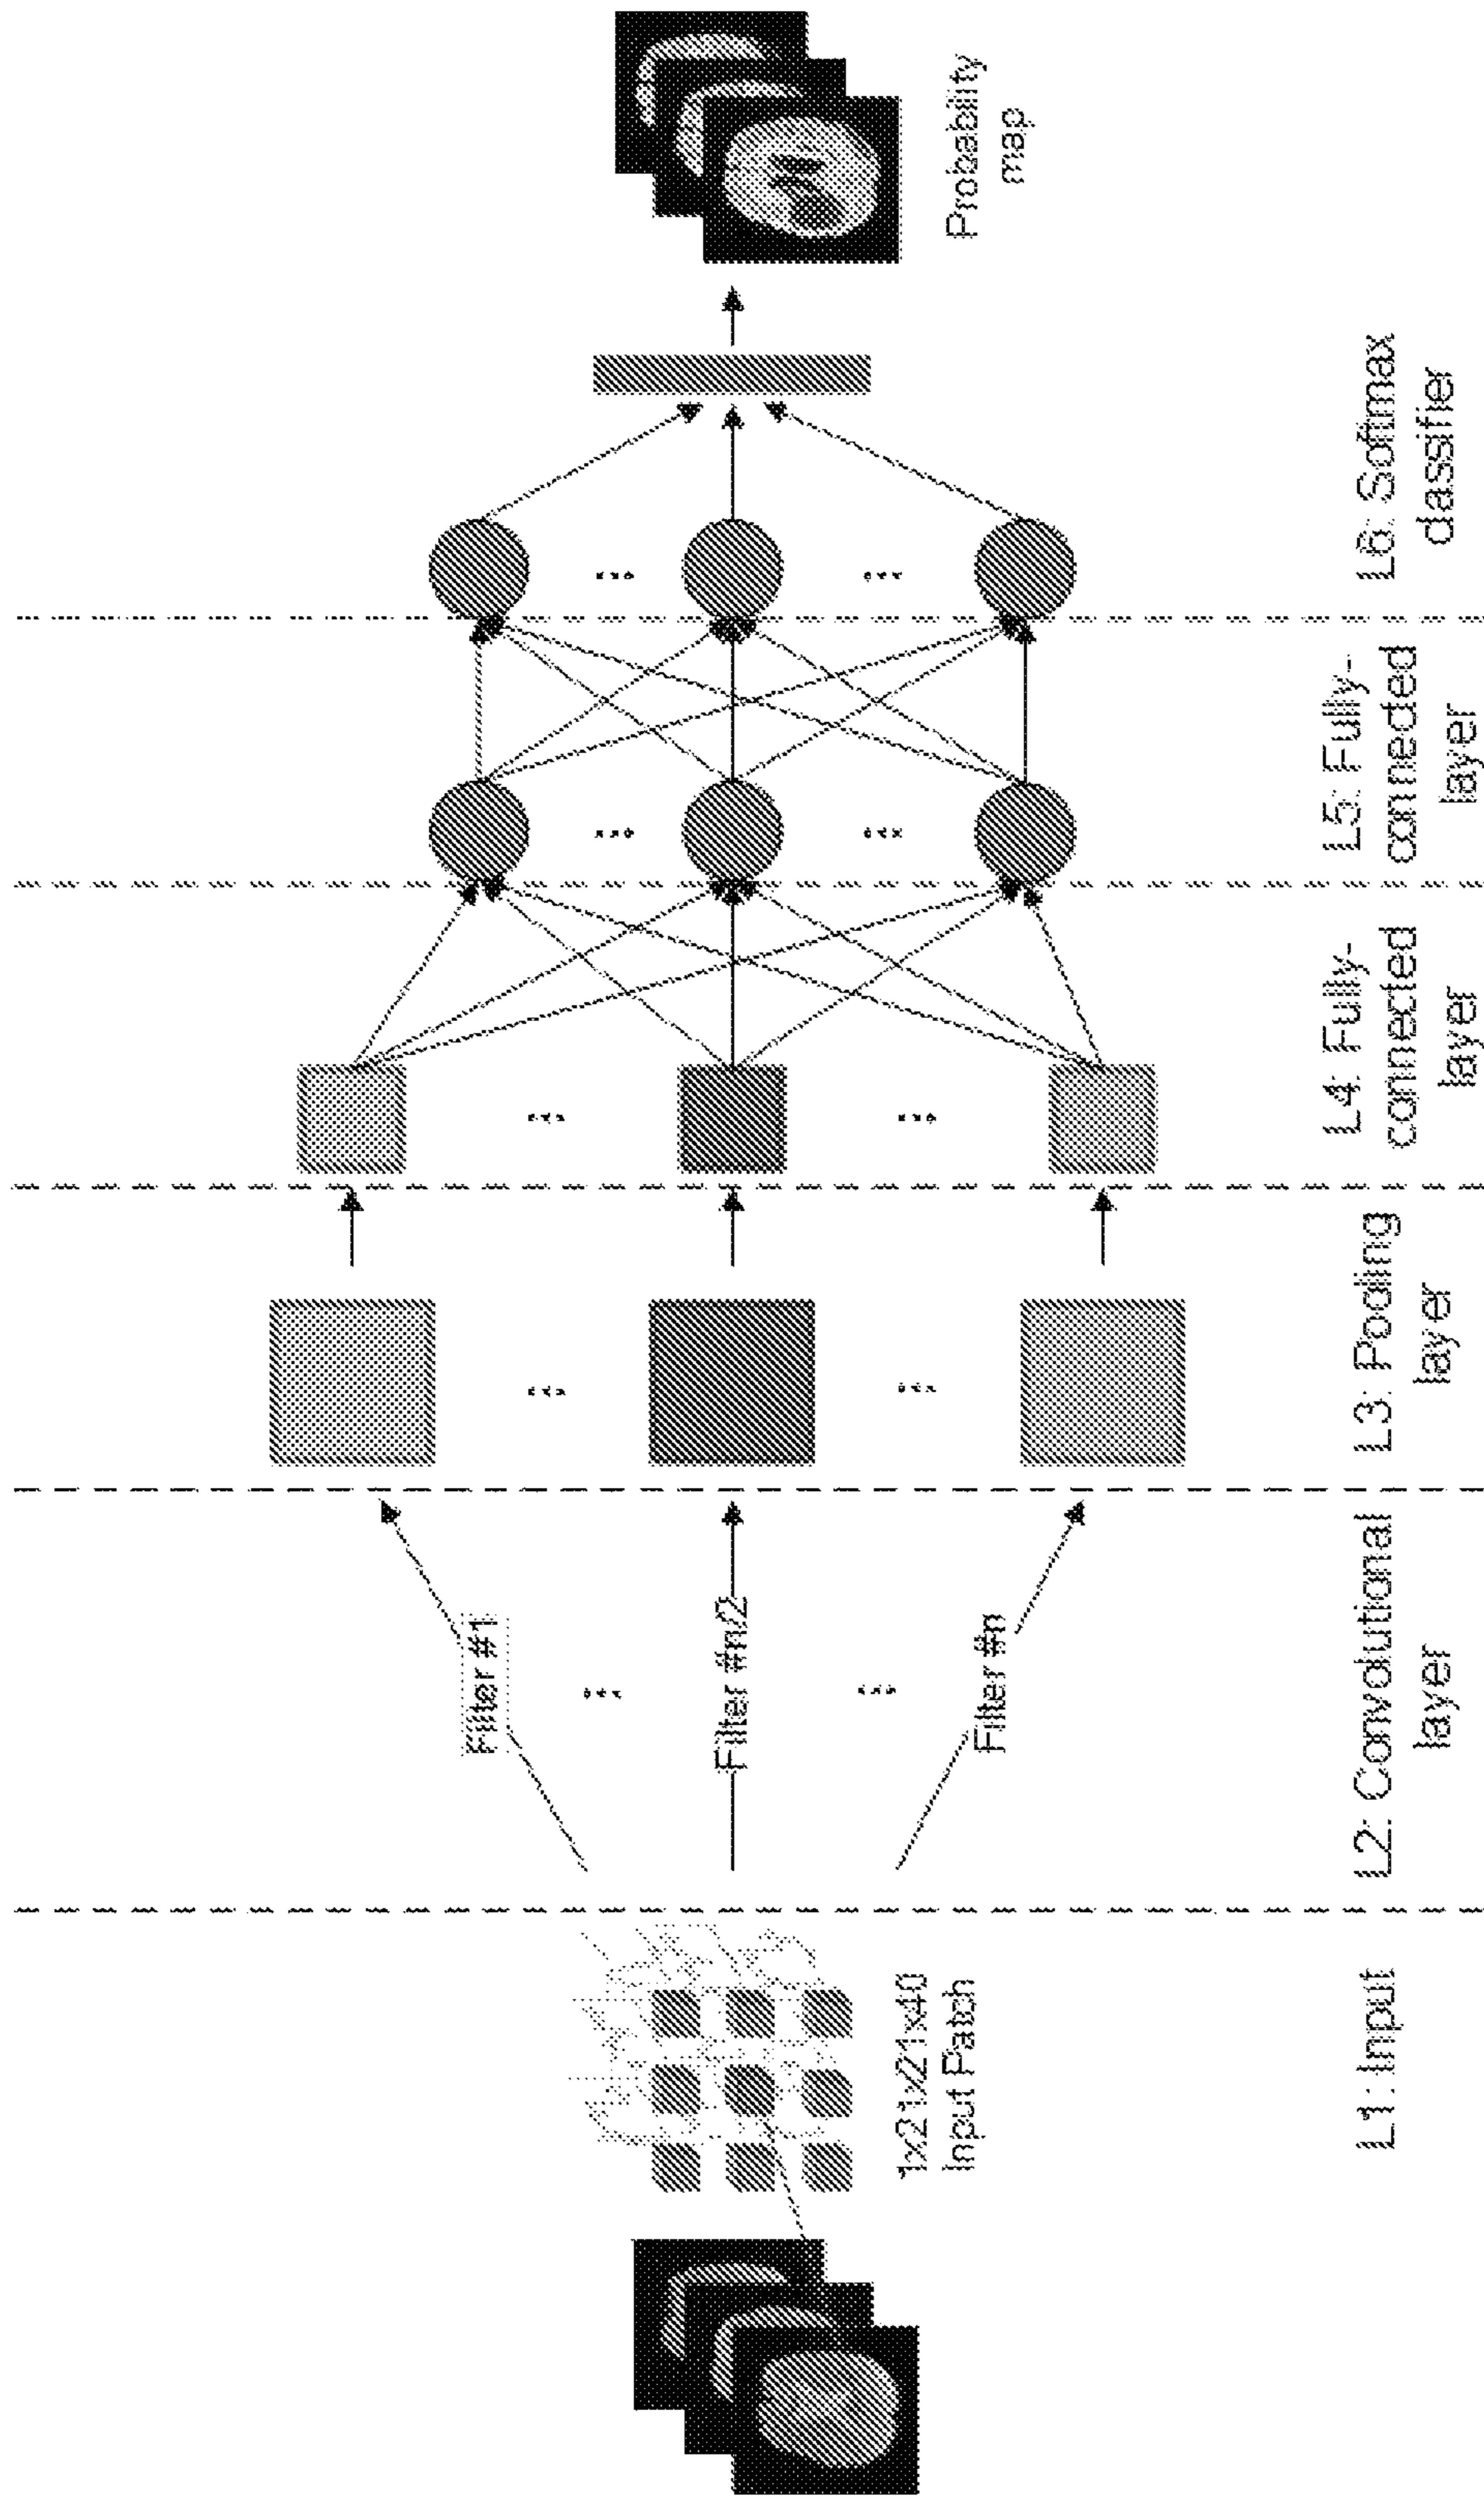 Filter #1
Filter #n/2
Filter #n
1x21x21x40
Input Patch
Probability
map
L1: Input
L2: Convolutional
layer
L3: Pooling
layer
L4: Fully-
connected
layer
L5: Fully-
connected
layer
L6: Softmax
classifier